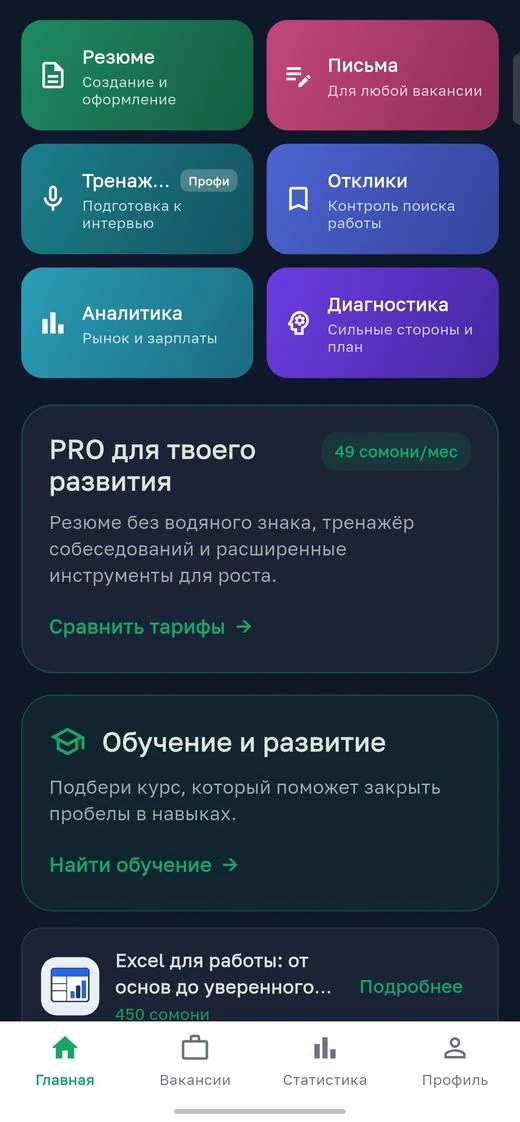 Резюме
Создание и
оформление
Письма
Для любой вакансии
Тренаж...
Профи
Подготовка к
интервью
Отклики
Контроль поиска
работы
Аналитика
Рынок и зарплаты
Диагностика
Сильные стороны и
план
PRO для твоего
развития
49 сомони/мес
Резюме без водяного знака, тренажёр
собеседований и расширенные
инструменты для роста.
Сравнить тарифы →
Обучение и развитие
Подбери курс, который поможет закрыть
пробелы в навыках.
Найти обучение →
Excel для работы: от
основ до уверенного...
Подробнее
450 сомони
Главная
Вакансии
Статистика
Профиль